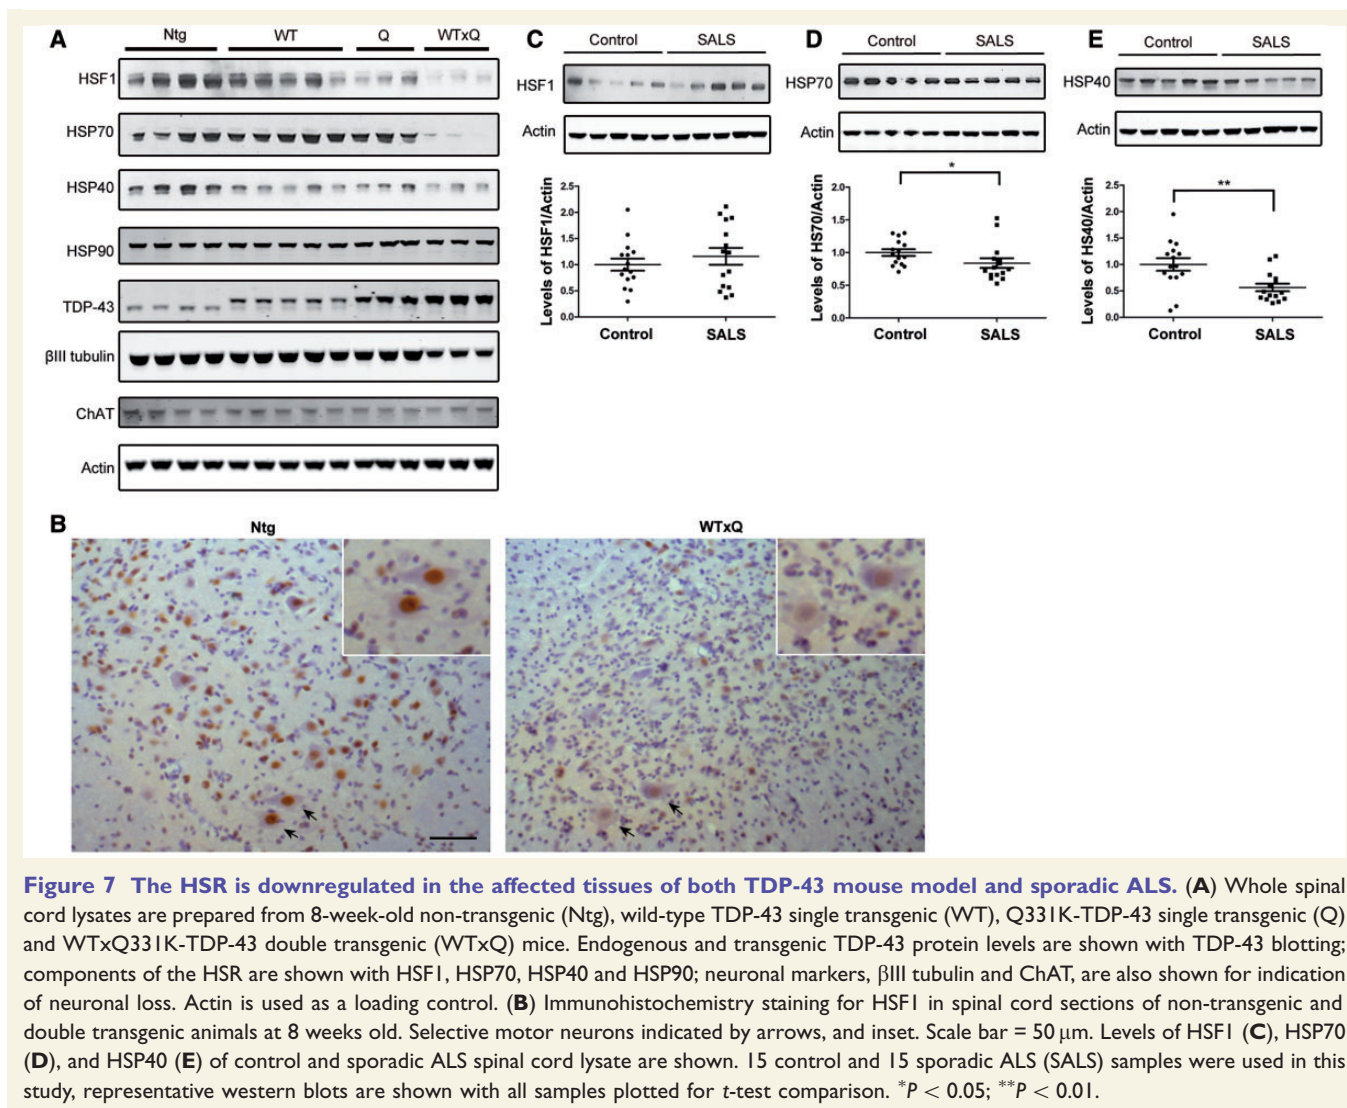 A
Ntg WT Q WTxQ
HSF1
HSP70
HSP40
HSP90
TDP-43
βIII tubulin
ChAT
Actin
C
Control SALS
HSF1
Actin
Levels of HSF1/Actin
2.5
2.0
1.5
1.0
0.5
0.0
Control SALS
D
Control SALS
HSP70
Actin
*
Levels of HS70/Actin
2.0
1.5
1.0
0.5
0.0
Control SALS
E
Control SALS
HSP40
Actin
**
Levels of HS40/Actin
2.5
2.0
1.5
1.0
0.5
0.0
Control SALS
B
Ntg WTxQ
Figure 7 The HSR is downregulated in the affected tissues of both TDP-43 mouse model and sporadic ALS. (A) Whole spinal
cord lysates are prepared from 8-week-old non-transgenic (Ntg), wild-type TDP-43 single transgenic (WT), Q331K-TDP-43 single transgenic (Q)
and WTxQ331K-TDP-43 double transgenic (WTxQ) mice. Endogenous and transgenic TDP-43 protein levels are shown with TDP-43 blotting;
components of the HSR are shown with HSF1, HSP70, HSP40 and HSP90; neuronal markers, βIII tubulin and ChAT, are also shown for indication
of neuronal loss. Actin is used as a loading control. (B) Immunohistochemistry staining for HSF1 in spinal cord sections of non-transgenic and
double transgenic animals at 8 weeks old. Selective motor neurons indicated by arrows, and inset. Scale bar = 50 μm. Levels of HSF1 (C), HSP70
(D), and HSP40 (E) of control and sporadic ALS spinal cord lysate are shown. 15 control and 15 sporadic ALS (SALS) samples were used in this
study, representative western blots are shown with all samples plotted for t-test comparison. *P < 0.05; **P < 0.01.